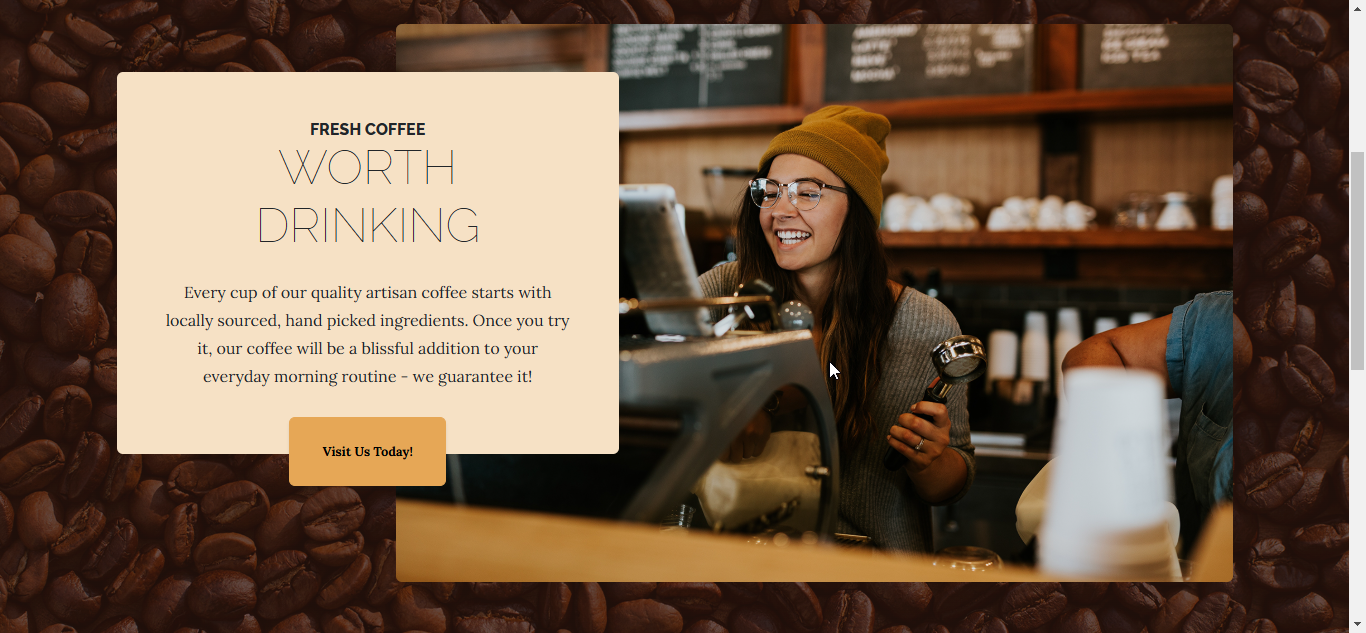 FRESH COFFEE
WORTH
DRINKING
Every cup of our quality artisan coffee starts with
locally sourced, hand picked ingredients. Once you try
it, our coffee will be a blissful addition to your
everyday morning routine - we guarantee it!
Visit Us Today!